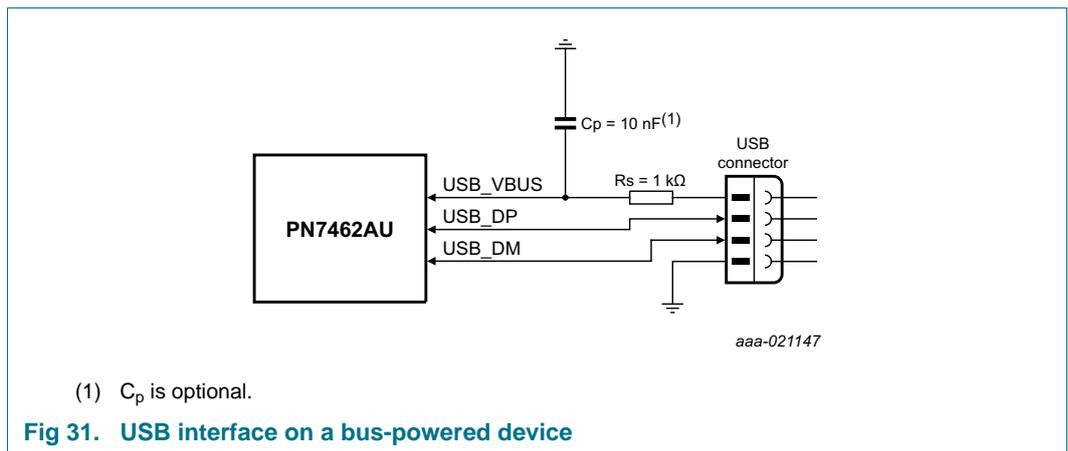 Cp = 10 nF(1)
USB
connector
USB_VBUS
Rs = 1 kΩ
USB_DP
PN7462AU
USB_DM
aaa-021147
(1) Cp is optional.
Fig 31. USB interface on a bus-powered device